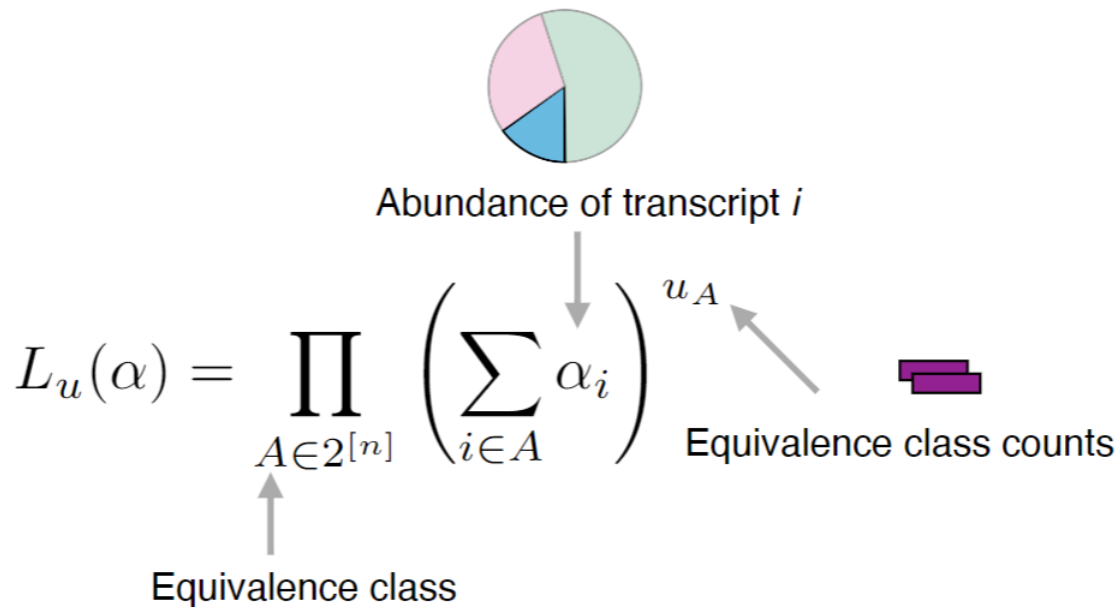 Abundance of transcript i
L_u(α) = ∏_{A∈2^{[n]}} (∑_{i∈A} α_i)^{u_A}
Equivalence class counts
Equivalence class